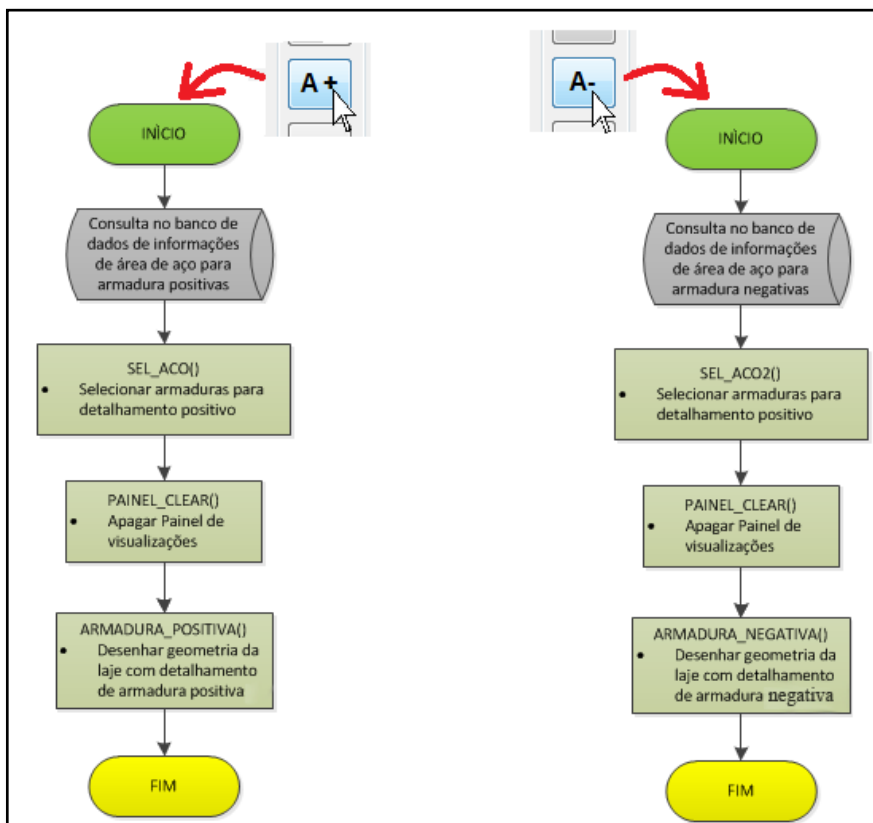 A+
INÌCIO
Consulta no banco de
dados de informações
de área de aço para
armadura positivas
SEL_ACO()
• Selecionar armaduras para
detalhamento positivo
PAINEL_CLEAR()
• Apagar Painel de
visualizações
ARMADURA_POSITIVA()
• Desenhar geometria da
laje com detalhamento
de armadura positiva
FIM
A-
INÌCIO
Consulta no banco de
dados de informações
de área de aço para
armadura negativas
SEL_ACO2()
• Selecionar armaduras para
detalhamento positivo
PAINEL_CLEAR()
• Apagar Painel de
visualizações
ARMADURA_NEGATIVA()
• Desenhar geometria da
laje com detalhamento
de armadura negativa
FIM